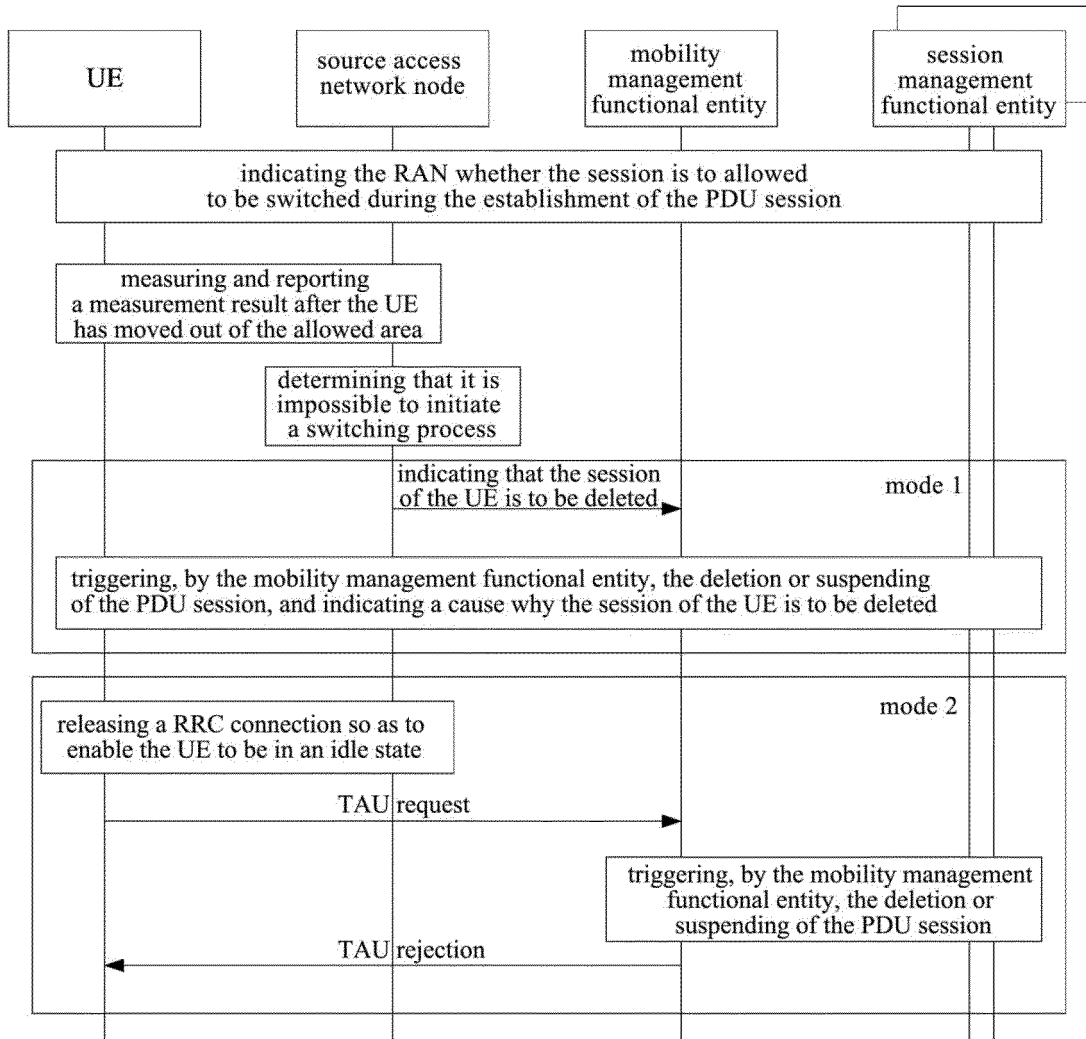 UE
source access
network node
mobility
management
functional entity
session
management
functional entity
indicating the RAN whether the session is to allowed
to be switched during the establishment of the PDU session
measuring and reporting
a measurement result after the UE
has moved out of the allowed area
determining that it is
impossible to initiate
a switching process
indicating that the session
of the UE is to be deleted
mode 1
triggering, by the mobility management functional entity, the deletion or suspending
of the PDU session, and indicating a cause why the session of the UE is to be deleted
mode 2
releasing a RRC connection so as to
enable the UE to be in an idle state
TAU request
triggering, by the mobility management
functional entity, the deletion or
suspending of the PDU session
TAU rejection